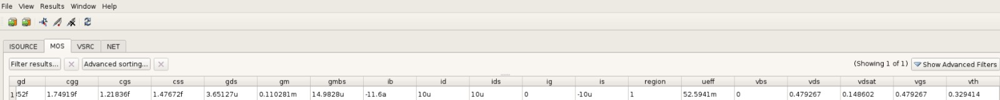 File View Results Window Help
ISOURCE MOS VSRC NET
Filter results... Advanced sorting... (Showing 1 of 1) Show Advanced Filters
gd cgg cgs css gds gm gmbs ib id ids ig is region ueff vbs vds vdsat vgs vth
1 52f 1.74919f 1.21836f 1.47672f 3.65127u 0.110281m 14.9828u -11.6a 10u 10u 0 -10u 1 52.5941m 0 0.479267 0.148602 0.479267 0.329414